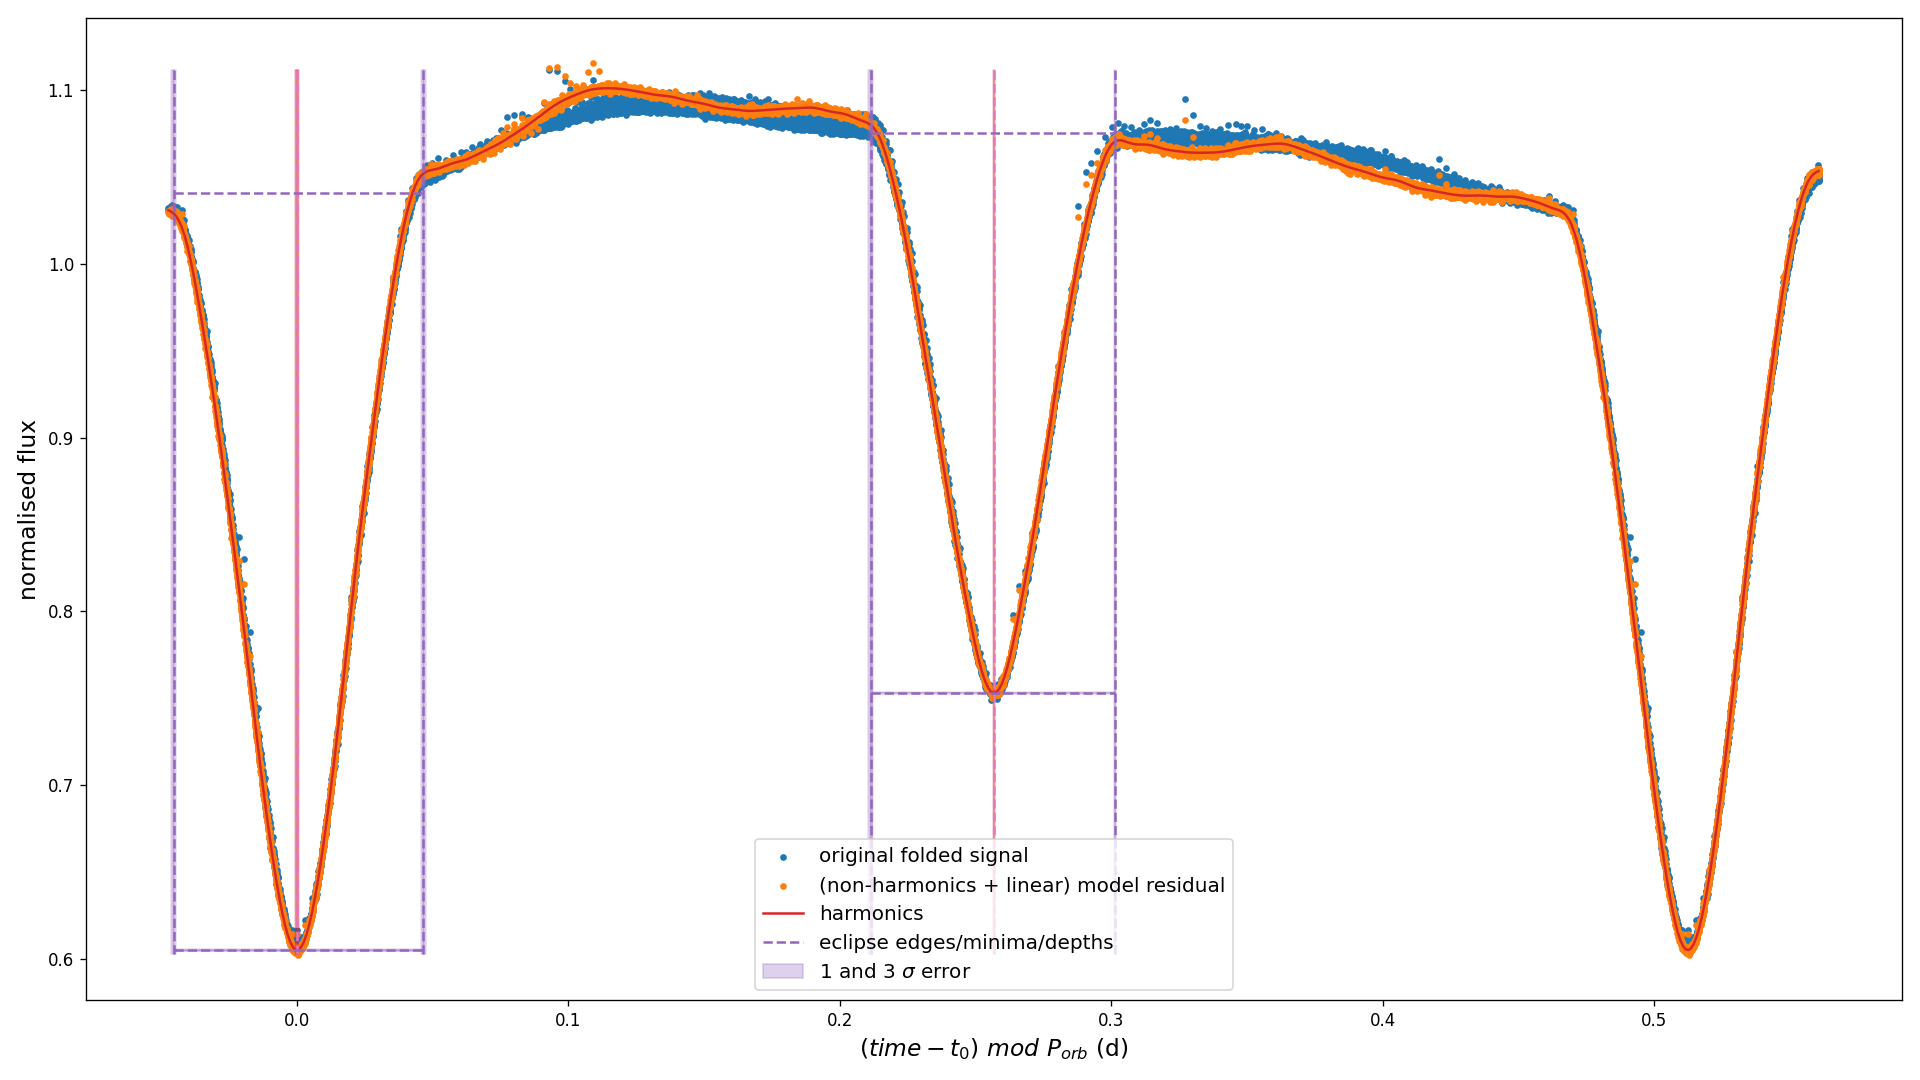 1.1
1.0
0.9
0.8
0.7
0.6
normalised flux
original folded signal
(non-harmonics + linear) model residual
harmonics
eclipse edges/minima/depths
1 and 3 σ error
0.0 0.1 0.2 0.3 0.4 0.5
(time − t₀) mod P_orb (d)